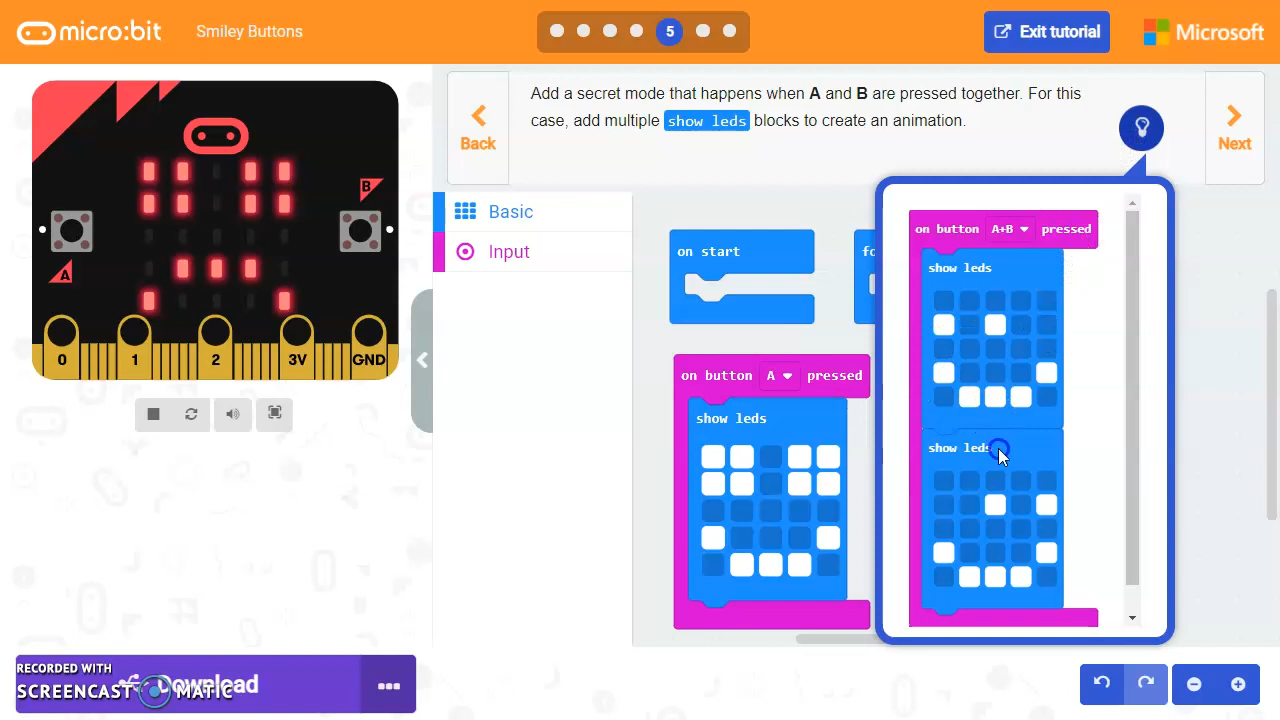 micro:bit
Smiley Buttons
5
Exit tutorial
Microsoft
Back
Add a secret mode that happens when A and B are pressed together. For this
case, add multiple show leds blocks to create an animation.
Next
Basic
Input
A
B
0
1
2
3V
GND
on start
on button A pressed
show leds
on button A+B pressed
show leds
show leds
Download
RECORDED WITH
SCREENCAST MATIC